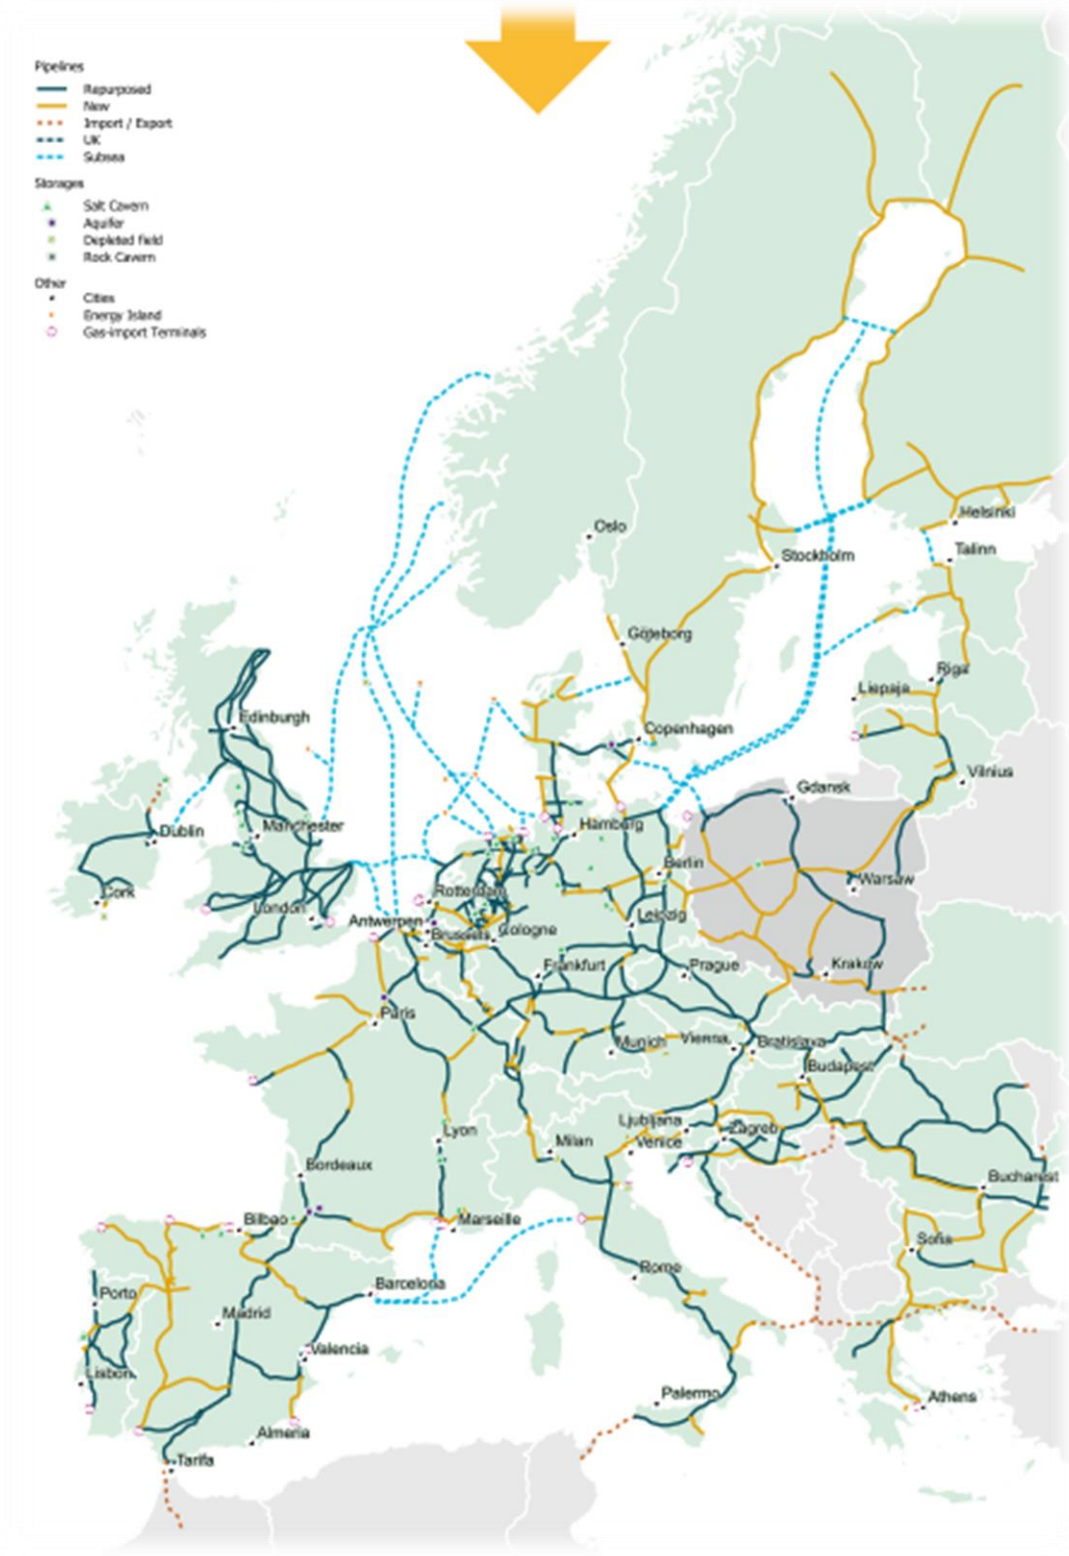 Pipelines
Repurposed
New
Import / Export
UK
Subsea
Storages
Salt Cavern
Aquifer
Depleted field
Rock Cavern
Other
Cities
Energy Island
Gas-import Terminals
Helsinki
Oslo
Talinn
Stockholm
Göteborg
Riga
Liepaja
Edinburgh
Copenhagen
Vilnius
Gdansk
Dublin
Manchester
Hamburg
Berlin
Warsaw
Cork
Rotterdam
London
Antwerpen
Leipzig
Brussels
Cologne
Frankfurt
Prague
Krakow
Paris
Munich
Vienna
Bratislava
Budapest
Lyon
Ljubljana
Zagreb
Milan
Venice
Bordeaux
Bucharest
Bilbao
Marseille
Sofia
Rome
Barcelona
Porto
Madrid
Valencia
Lisbon
Palermo
Athens
Almeria
Tarifa